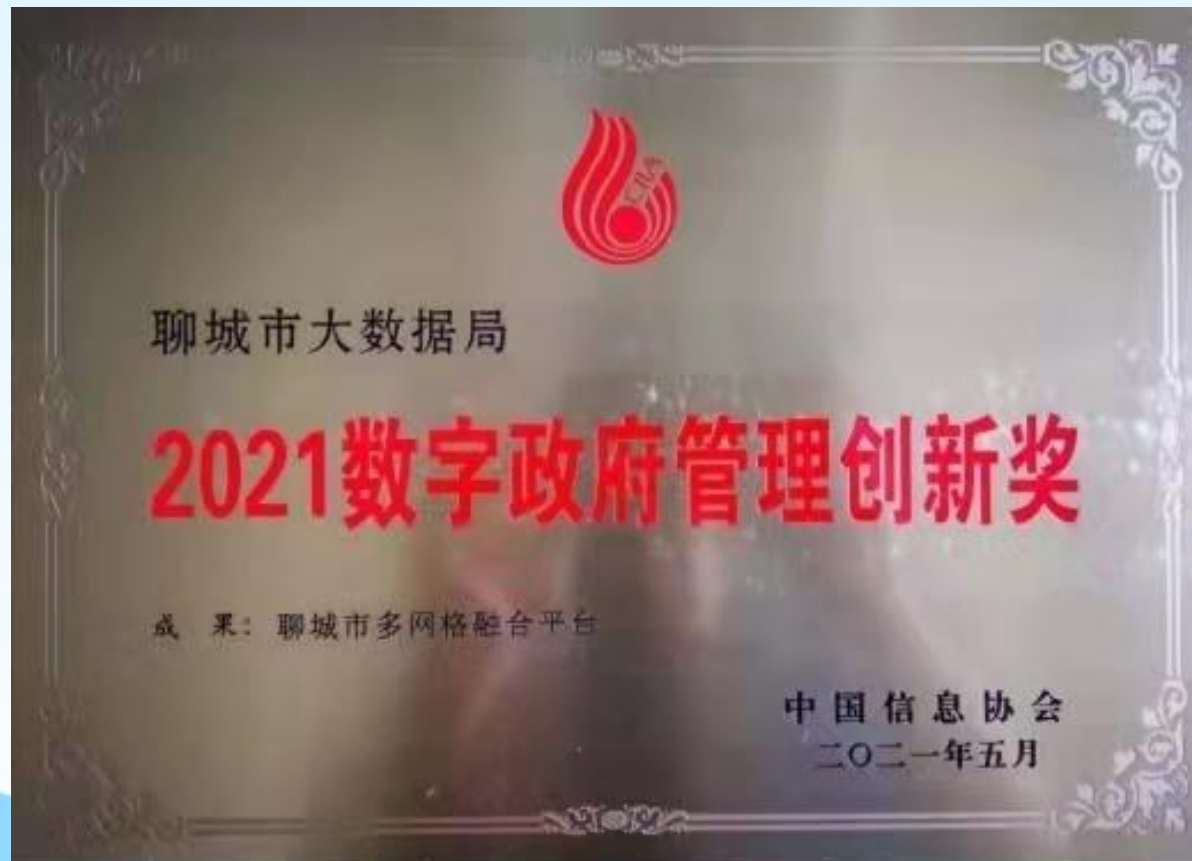 CIIA
聊城市大数据局
2021数字政府管理创新奖
成 果：聊城市多网格融合平台
中国信息协会
二〇二一年五月